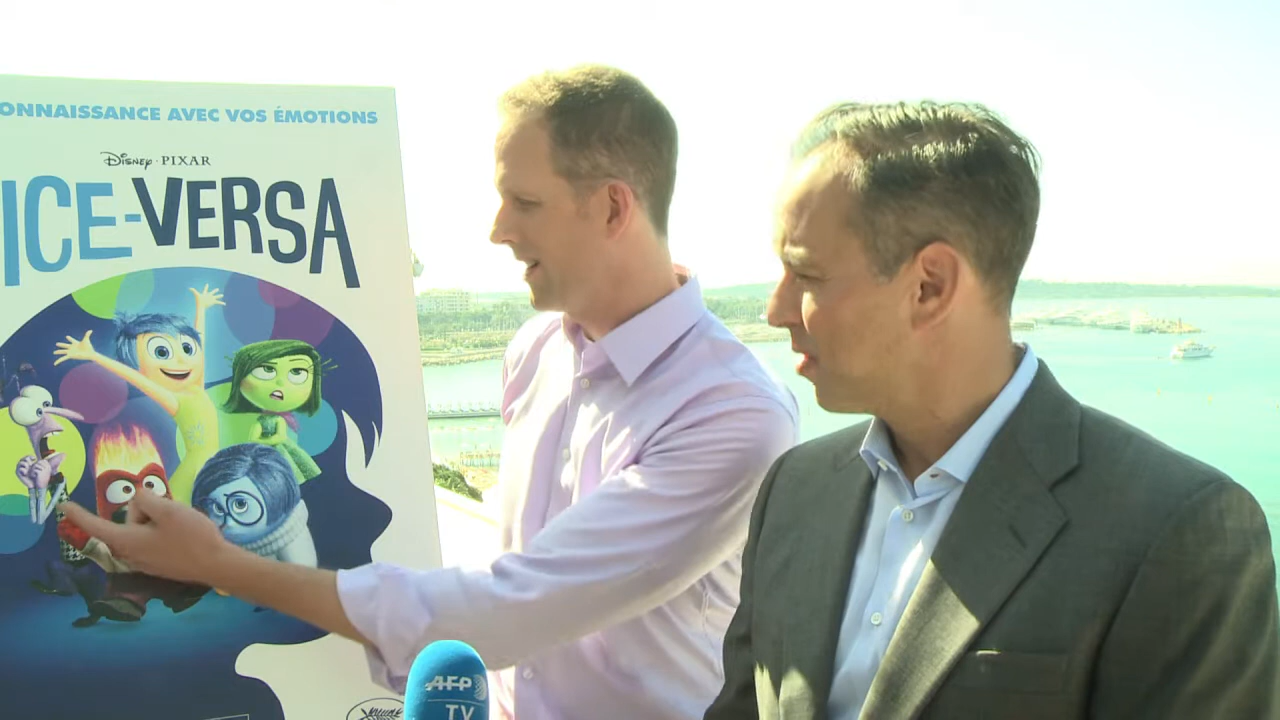 ONNAISSANCE AVEC VOS ÉMOTIONS
Disney · PIXAR
ICE-VERSA
AFP
TV